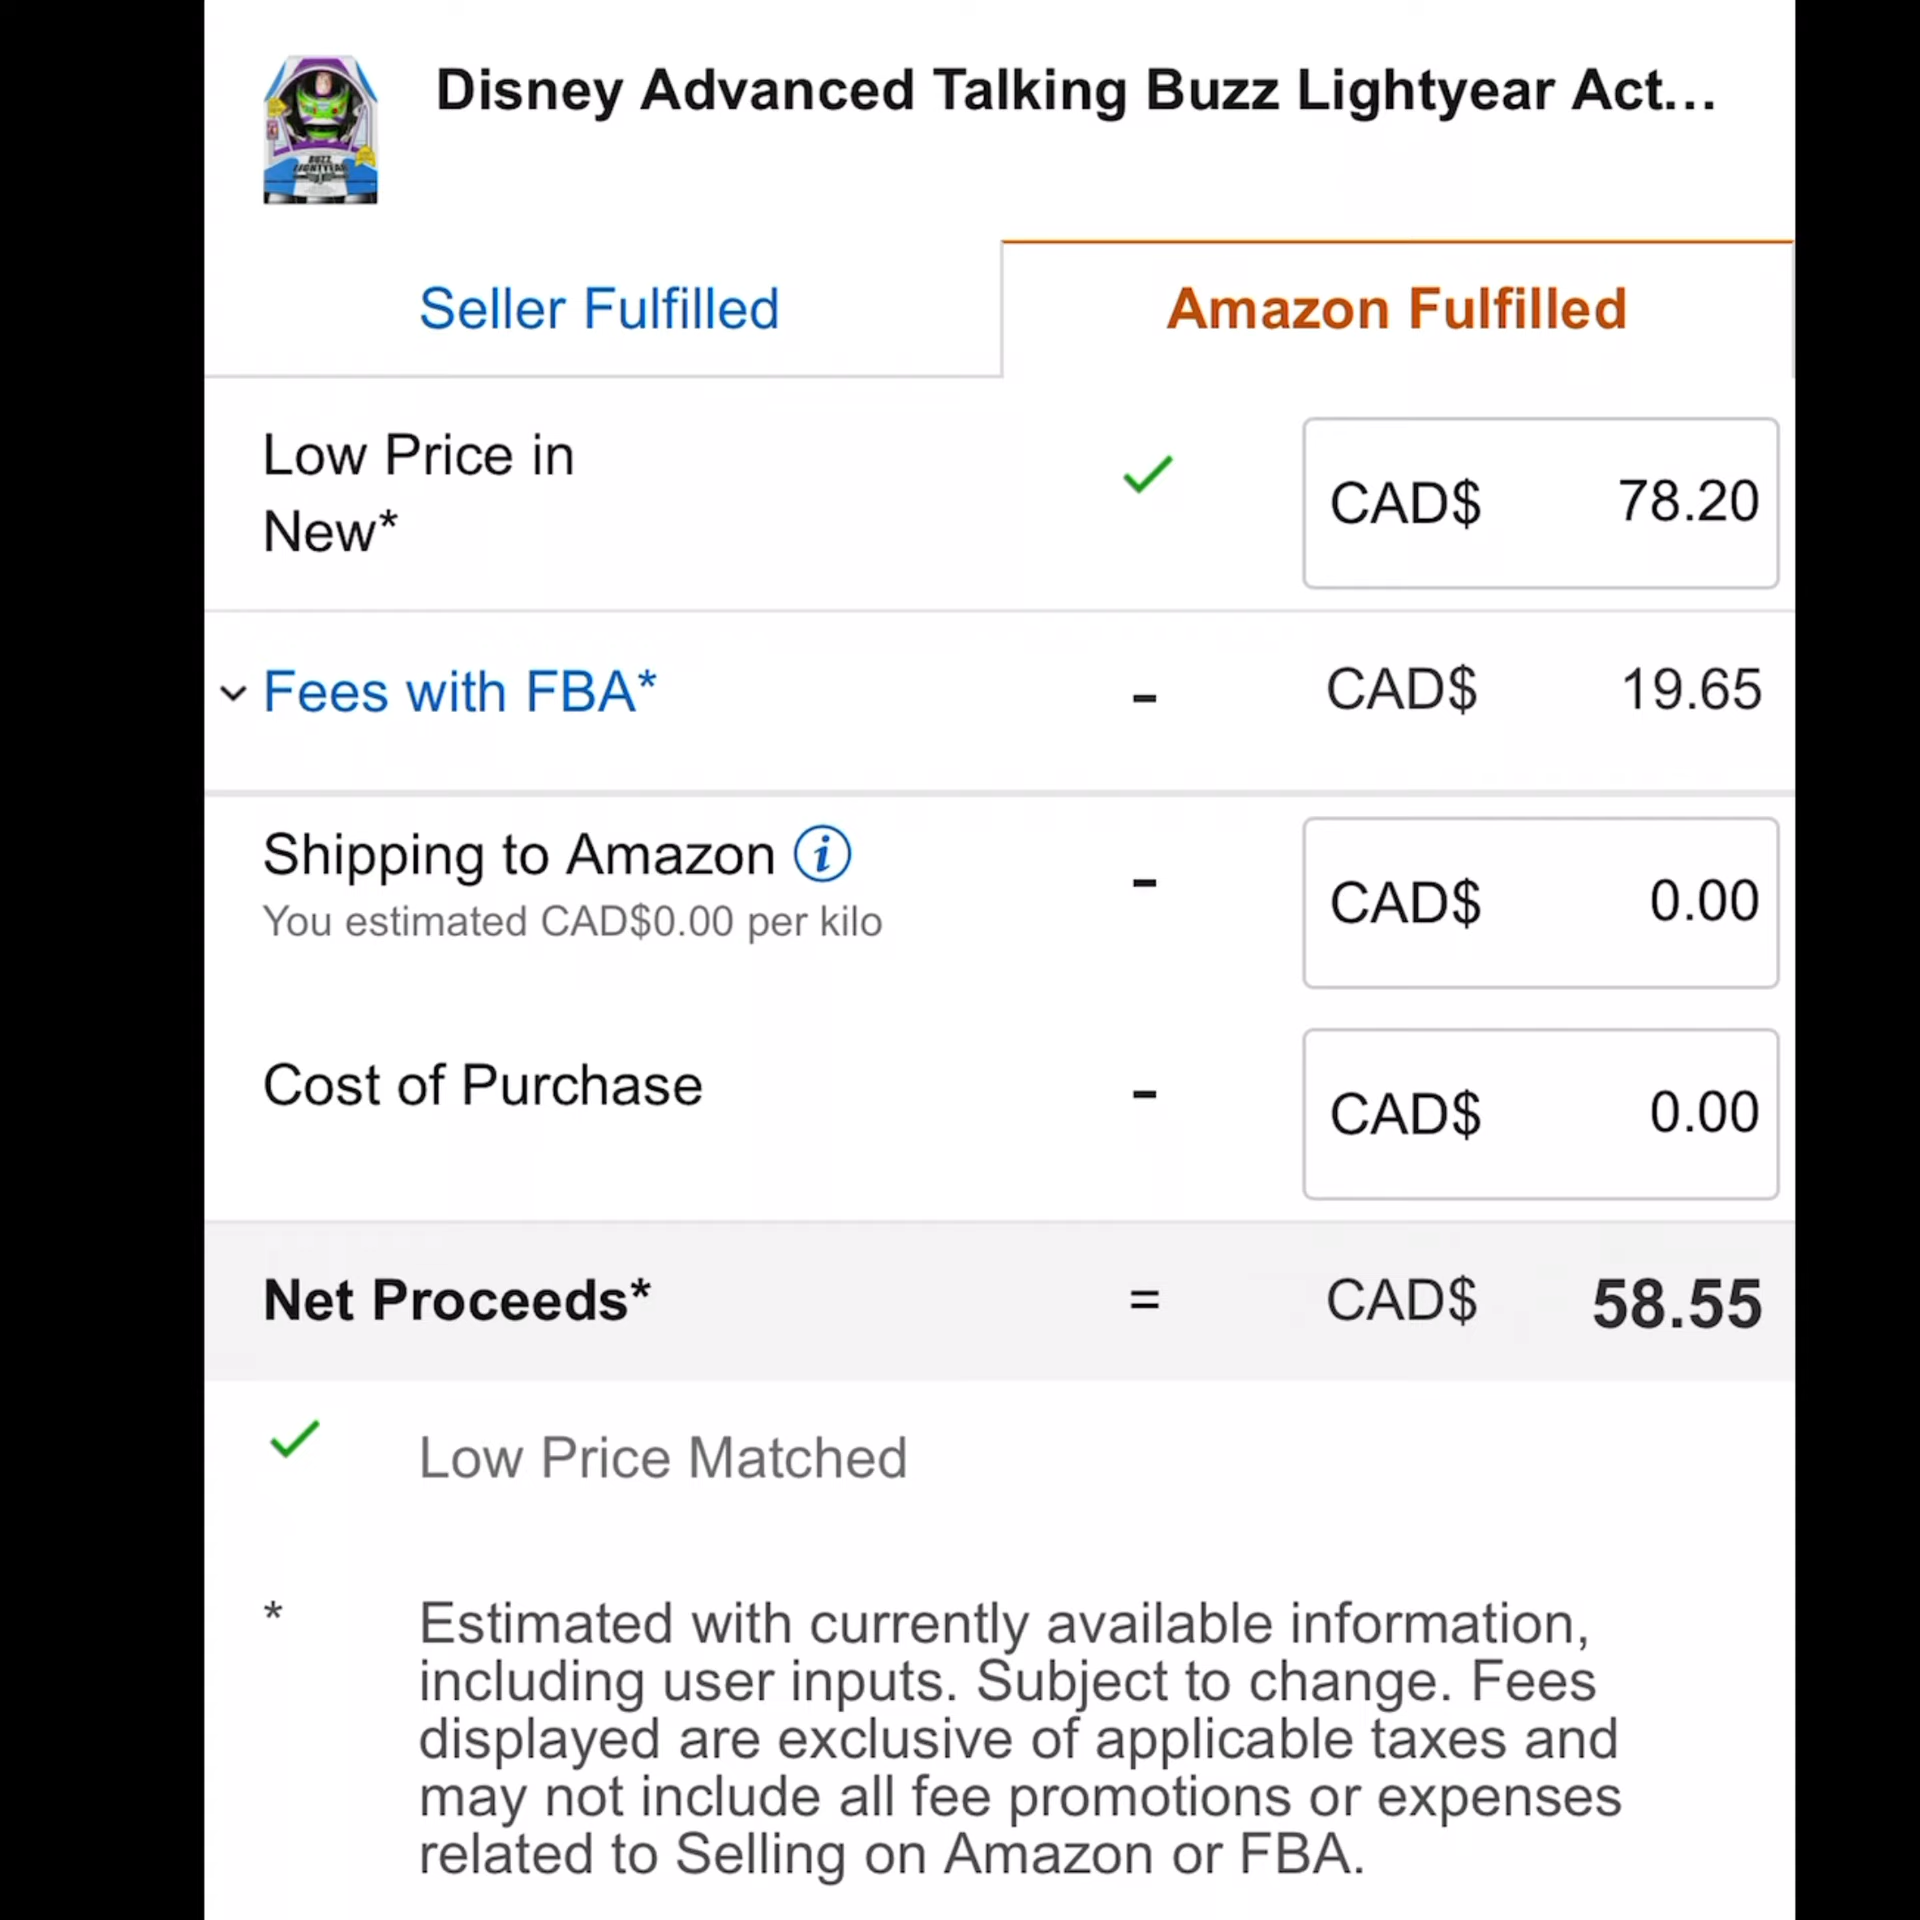 BUZZ
LIGHTYEAR
Disney Advanced Talking Buzz Lightyear Act...
Seller Fulfilled
Amazon Fulfilled
Low Price in
New*
CAD$ 78.20
Fees with FBA* - CAD$ 19.65
Shipping to Amazon i
You estimated CAD$0.00 per kilo
- CAD$ 0.00
Cost of Purchase - CAD$ 0.00
Net Proceeds* = CAD$ 58.55
Low Price Matched
* Estimated with currently available information,
including user inputs. Subject to change. Fees
displayed are exclusive of applicable taxes and
may not include all fee promotions or expenses
related to Selling on Amazon or FBA.